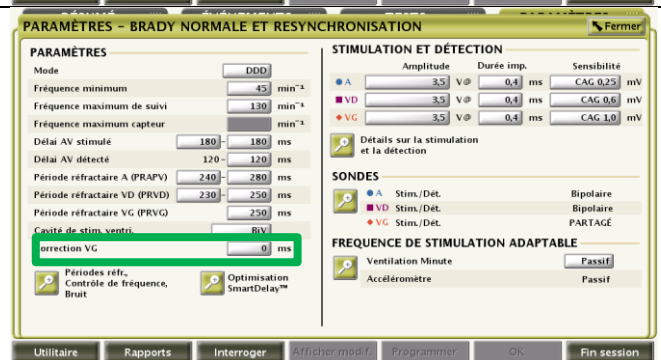 PARAMÈTRES – BRADY NORMALE ET RESYNCHRONISATION
Fermer
PARAMÈTRES
Mode DDD
Fréquence minimum 45 min⁻¹
Fréquence maximum de suivi 130 min⁻¹
Fréquence maximum capteur min⁻¹
Délai AV stimulé 180 - 180 ms
Délai AV détecté 120 - 120 ms
Période réfractaire A (PRAPV) 240 - 280 ms
Période réfractaire VD (PRVD) 230 - 250 ms
Période réfractaire VG (PRVG) 250 ms
Cavité de stim. ventri. BiV
orrection VG 0 ms
Périodes réfr.,
Contrôle de fréquence,
Bruit
Optimisation
SmartDelay™
STIMULATION ET DÉTECTION
Amplitude Durée imp. Sensibilité
A 3,5 V@ 0,4 ms CAG 0,25 mV
VD 3,5 V@ 0,4 ms CAG 0,6 mV
VG 3,5 V@ 0,4 ms CAG 1,0 mV
Détails sur la stimulation
et la détection
SONDES
A Stim./Dét. Bipolaire
VD Stim./Dét. Bipolaire
VG Stim./Dét. PARTAGÉ
FREQUENCE DE STIMULATION ADAPTABLE
Ventilation Minute Passif
Accéléromètre Passif
Utilitaire Rapports Interroger Afficher modif. Programmer OK Fin session